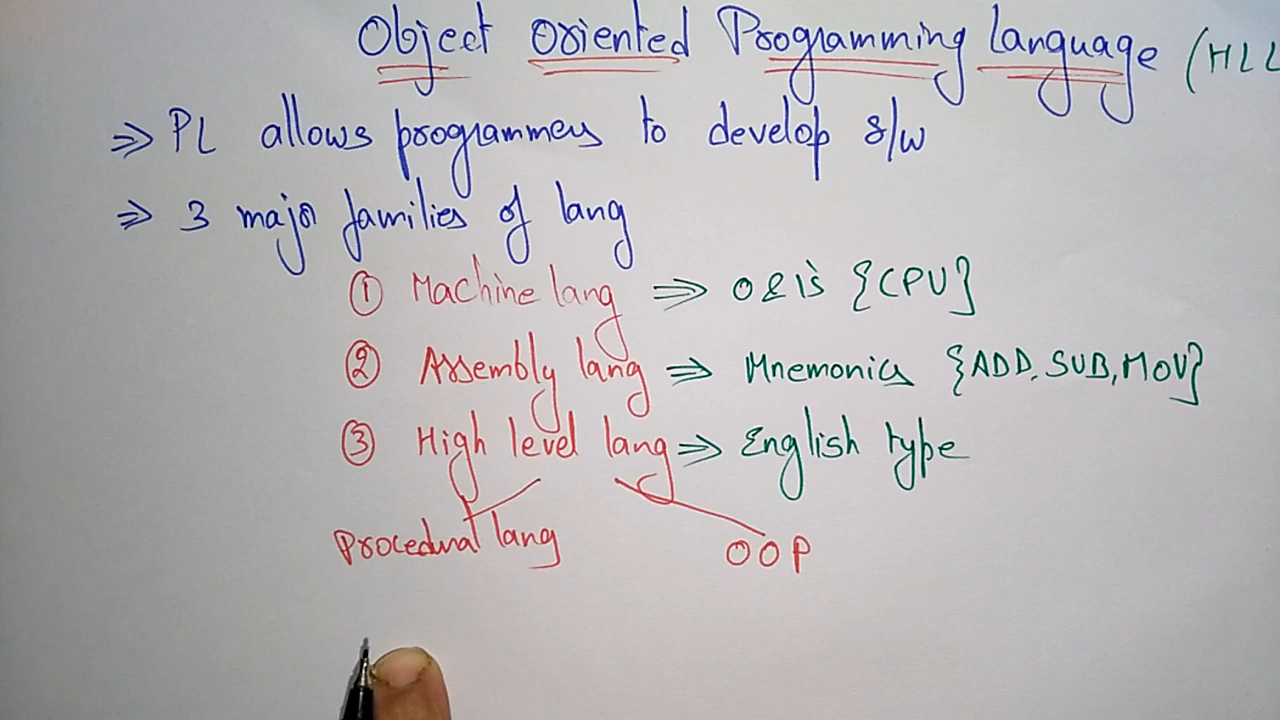 Object Oriented Programming Language (HLL
⇒ PL allows programmers to develop s/w
⇒ 3 major families of lang
① Machine lang ⇒ 0 & 1's {CPU}
② Assembly lang ⇒ Mnemonics {ADD, SUB, MOV}
③ High level lang ⇒ English type
Procedural lang OOP